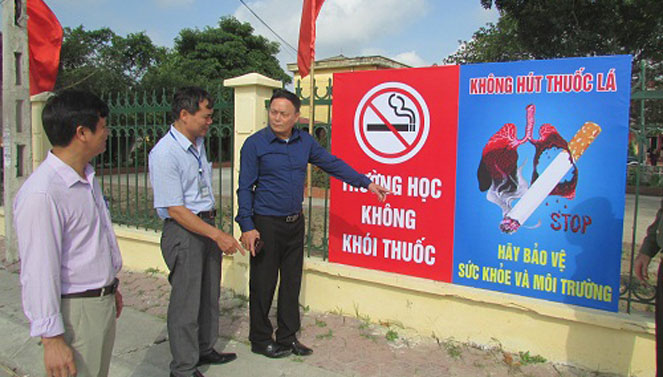 TRƯỜNG HỌC
KHÔNG
KHÓI THUỐC
KHÔNG HÚT THUỐC LÁ
STOP
HÃY BẢO VỆ
SỨC KHỎE VÀ MÔI TRƯỜNG